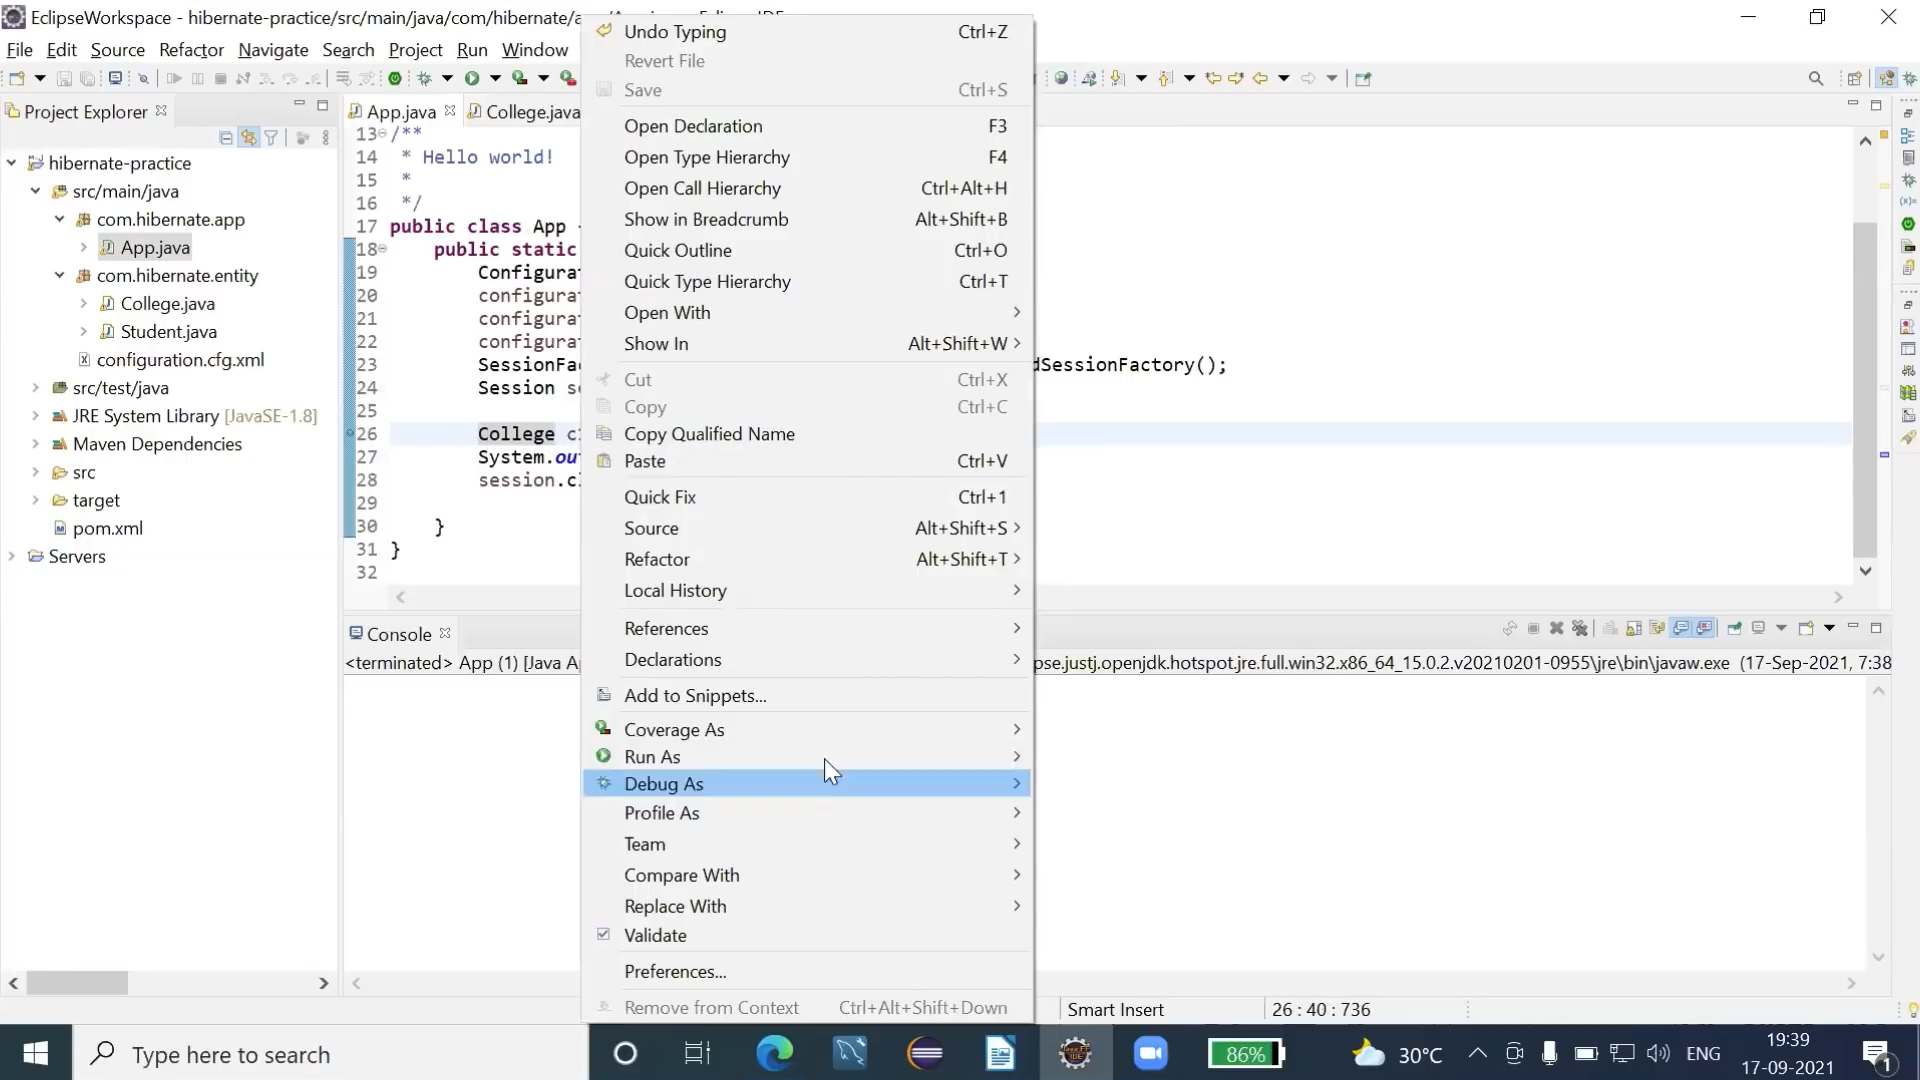 EclipseWorkspace - hibernate-practice/src/main/java/com/hibernate/a
File Edit Source Refactor Navigate Search Project Run Window
Project Explorer
hibernate-practice
src/main/java
com.hibernate.app
App.java
com.hibernate.entity
College.java
Student.java
configuration.cfg.xml
src/test/java
JRE System Library [JavaSE-1.8]
Maven Dependencies
src
target
pom.xml
Servers
App.java College.java
13 /**
14 * Hello world!
15 *
16 */
17 public class App
18 public static
19 Configurat
20 configurat
21 configurat
22 configurat
23 SessionFa dSessionFactory();
24 Session se
25
26 College c
27 System.ou
28 session.cl
29
30 }
31 }
32
Undo Typing Ctrl+Z
Revert File
Save Ctrl+S
Open Declaration F3
Open Type Hierarchy F4
Open Call Hierarchy Ctrl+Alt+H
Show in Breadcrumb Alt+Shift+B
Quick Outline Ctrl+O
Quick Type Hierarchy Ctrl+T
Open With
Show In Alt+Shift+W
Cut Ctrl+X
Copy Ctrl+C
Copy Qualified Name
Paste Ctrl+V
Quick Fix Ctrl+1
Source Alt+Shift+S
Refactor Alt+Shift+T
Local History
References
Declarations
Add to Snippets...
Coverage As
Run As
Debug As
Profile As
Team
Compare With
Replace With
Validate
Preferences...
Remove from Context Ctrl+Alt+Shift+Down
Console
<terminated> App (1) [Java Ap pse.justj.openjdk.hotspot.jre.full.win32.x86_64_15.0.2.v20210201-0955\jre\bin\javaw.exe (17-Sep-2021, 7:38
Smart Insert 26 : 40 : 736
Type here to search
86%
30°C
ENG
19:39
17-09-2021
1